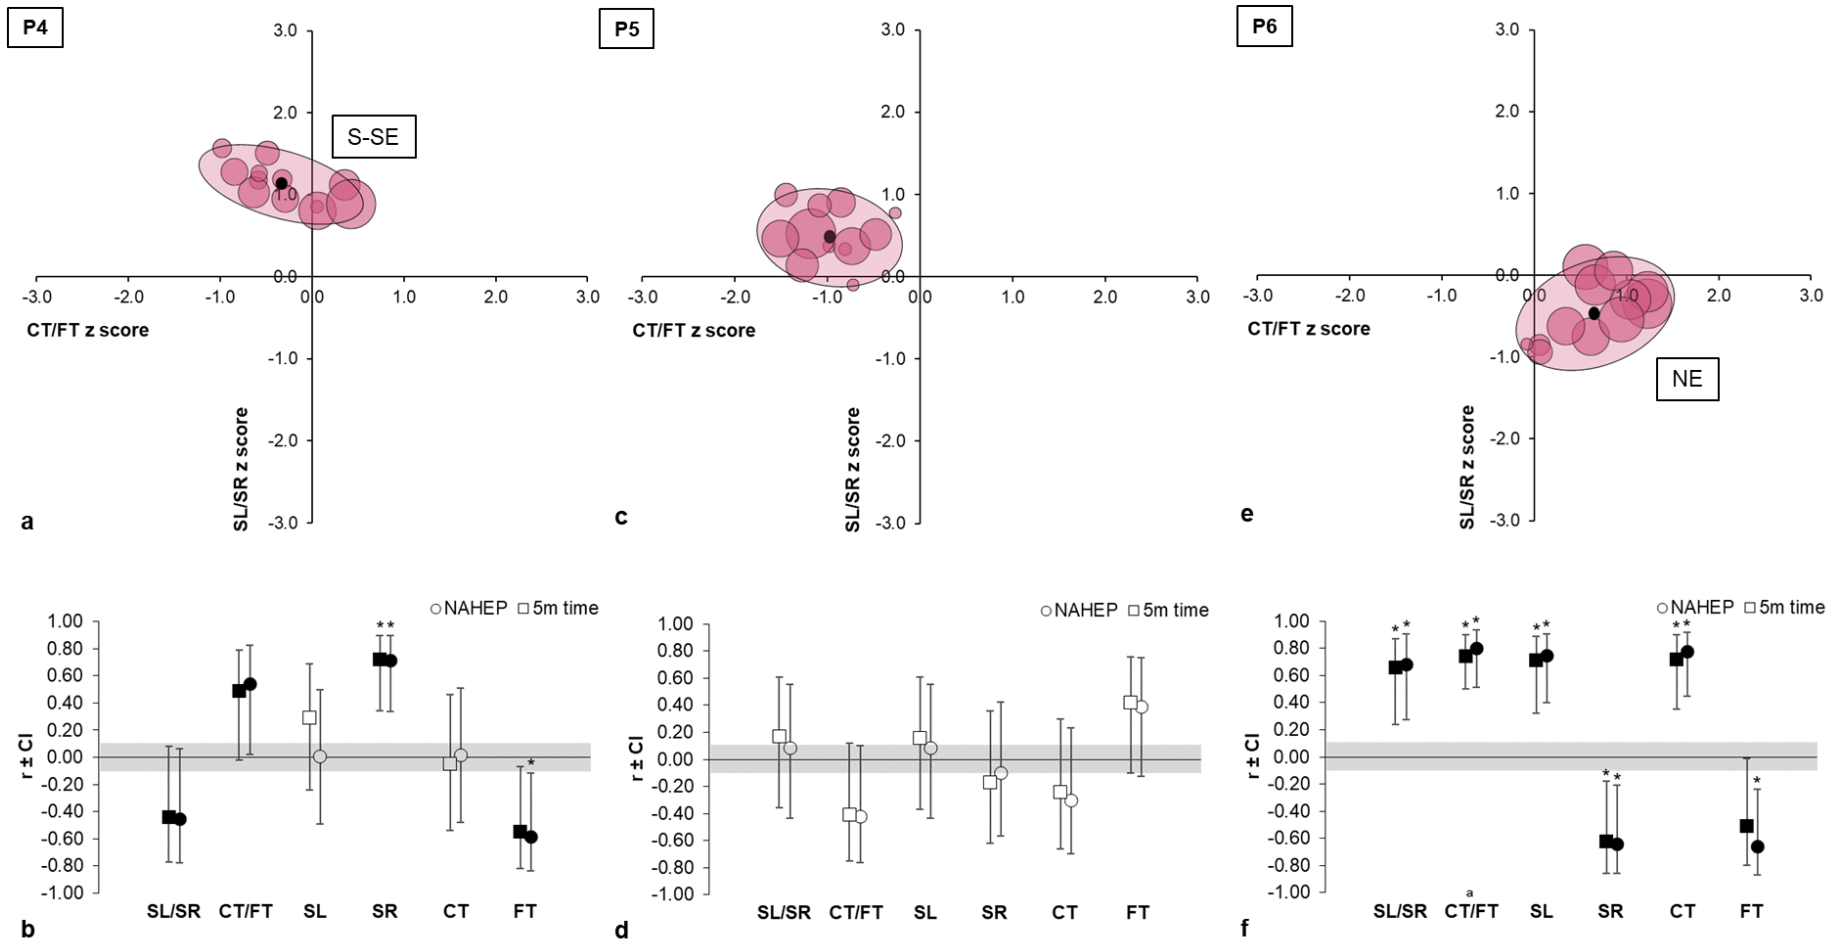 P4
3.0
2.0
S-SE
1.0
0.0
-3.0 -2.0 -1.0 0.0 1.0 2.0 3.0
CT/FT z score
-1.0
-2.0
-3.0
SL/SR z score
a
P5
3.0
2.0
1.0
0.0
-3.0 -2.0 -1.0 0.0 1.0 2.0 3.0
CT/FT z score
-1.0
-2.0
-3.0
SL/SR z score
c
P6
3.0
2.0
1.0
0.0
-3.0 -2.0 -1.0 0.0 1.0 2.0 3.0
CT/FT z score
-1.0
NE
-2.0
-3.0
SL/SR z score
e
NAHEP 5m time
1.00
0.80
0.60
0.40
0.20
0.00
-0.20
-0.40
-0.60
-0.80
-1.00
r ± CI
* *
*
SL/SR CT/FT SL SR CT FT
b
NAHEP 5m time
1.00
0.80
0.60
0.40
0.20
0.00
-0.20
-0.40
-0.60
-0.80
-1.00
r ± CI
SL/SR CT/FT SL SR CT FT
d
NAHEP 5m time
1.00
0.80
0.60
0.40
0.20
0.00
-0.20
-0.40
-0.60
-0.80
-1.00
r ± CI
* * * * * * * *
* * *
a
SL/SR CT/FT SL SR CT FT
f